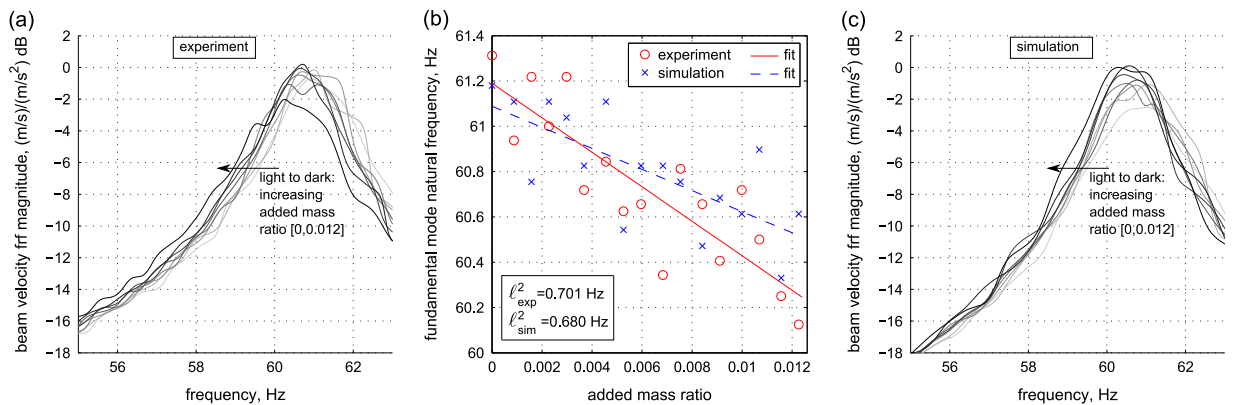 (a)
experiment
beam velocity frf magnitude, (m/s)/(m/s²) dB
2
0
−2
−4
−6
−8
−10
−12
−14
−16
−18
light to dark:
increasing
added mass
ratio [0,0.012]
56
58
60
62
frequency, Hz
(b)
fundamental mode natural frequency, Hz
61.4
61.2
61
60.8
60.6
60.4
60.2
60
experiment
fit
simulation
fit
ℓ²exp=0.701 Hz
ℓ²sim=0.680 Hz
0
0.002
0.004
0.006
0.008
0.01
0.012
added mass ratio
(c)
simulation
beam velocity frf magnitude, (m/s)/(m/s²) dB
2
0
−2
−4
−6
−8
−10
−12
−14
−16
−18
light to dark:
increasing
added mass
ratio [0,0.012]
56
58
60
62
frequency, Hz